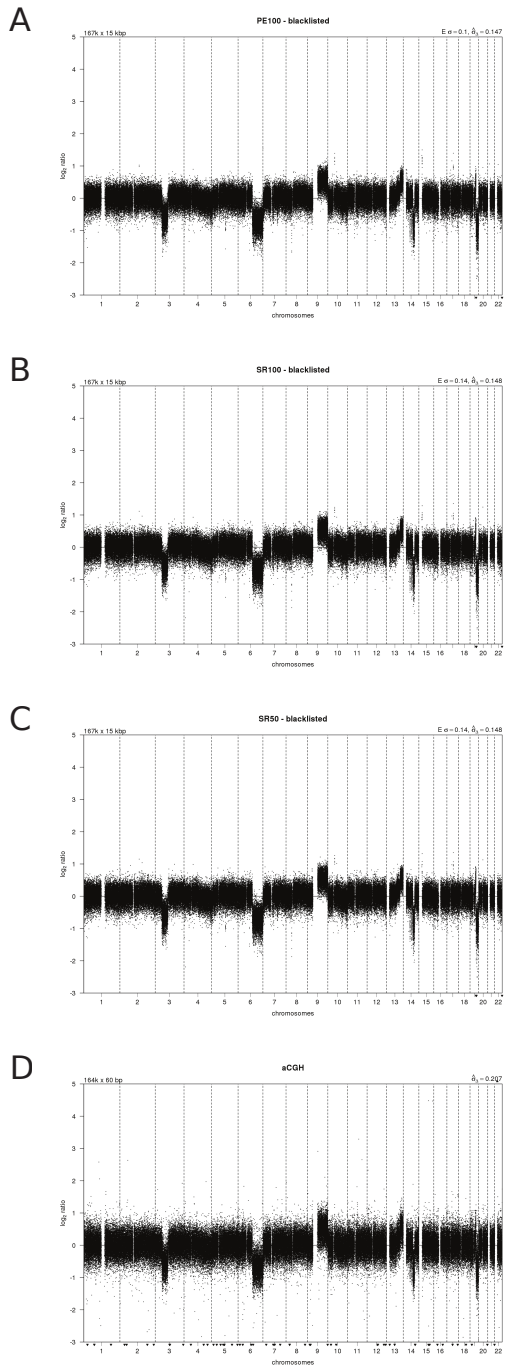 A
PE100 - blacklisted
167k x 15 kbp
E σ=0.1, σ̂₃=0.147
5
4
3
2
1
0
-1
-2
-3
log₂ ratio
1 2 3 4 5 6 7 8 9 10 11 12 13 14 15 16 17 18 20 22
chromosomes
B
SR100 - blacklisted
167k x 15 kbp
E σ=0.14, σ̂₃=0.148
5
4
3
2
1
0
-1
-2
-3
log₂ ratio
1 2 3 4 5 6 7 8 9 10 11 12 13 14 15 16 17 18 20 22
chromosomes
C
SR50 - blacklisted
167k x 15 kbp
E σ=0.14, σ̂₃=0.148
5
4
3
2
1
0
-1
-2
-3
log₂ ratio
1 2 3 4 5 6 7 8 9 10 11 12 13 14 15 16 17 18 20 22
chromosomes
D
aCGH
164k x 60 bp
σ̂₃=0.207
5
4
3
2
1
0
-1
-2
-3
log₂ ratio
1 2 3 4 5 6 7 8 9 10 11 12 13 14 15 16 17 18 20 22
chromosomes